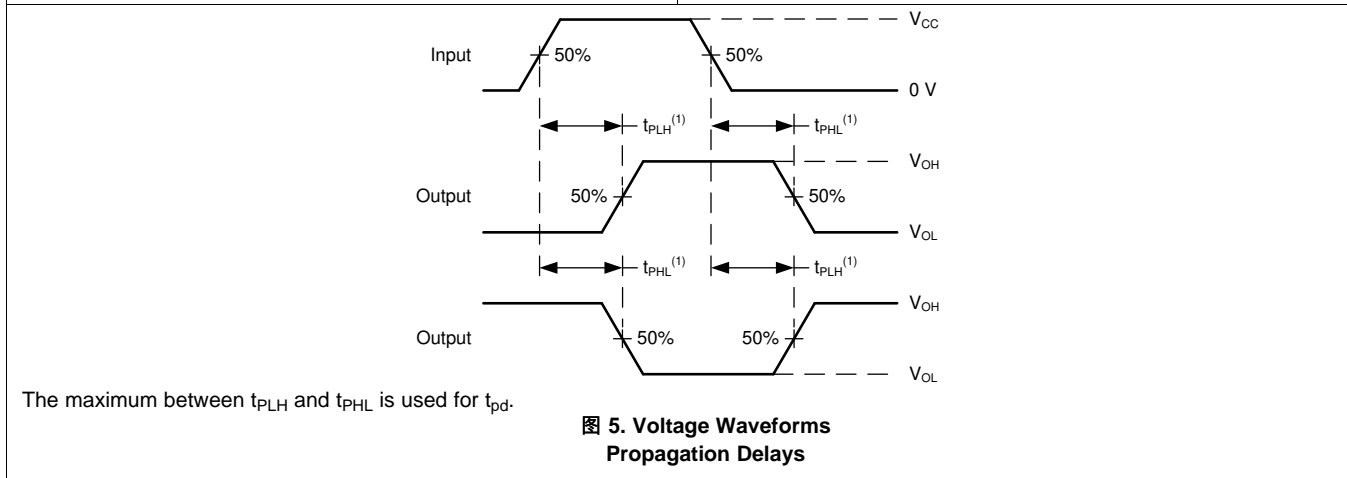 V_CC
Input 50% 50%
0 V
t_PLH^(1) t_PHL^(1)
V_OH
Output 50% 50%
V_OL
t_PHL^(1) t_PLH^(1)
V_OH
Output 50% 50%
V_OL
The maximum between t_PLH and t_PHL is used for t_pd.
图 5. Voltage Waveforms
Propagation Delays